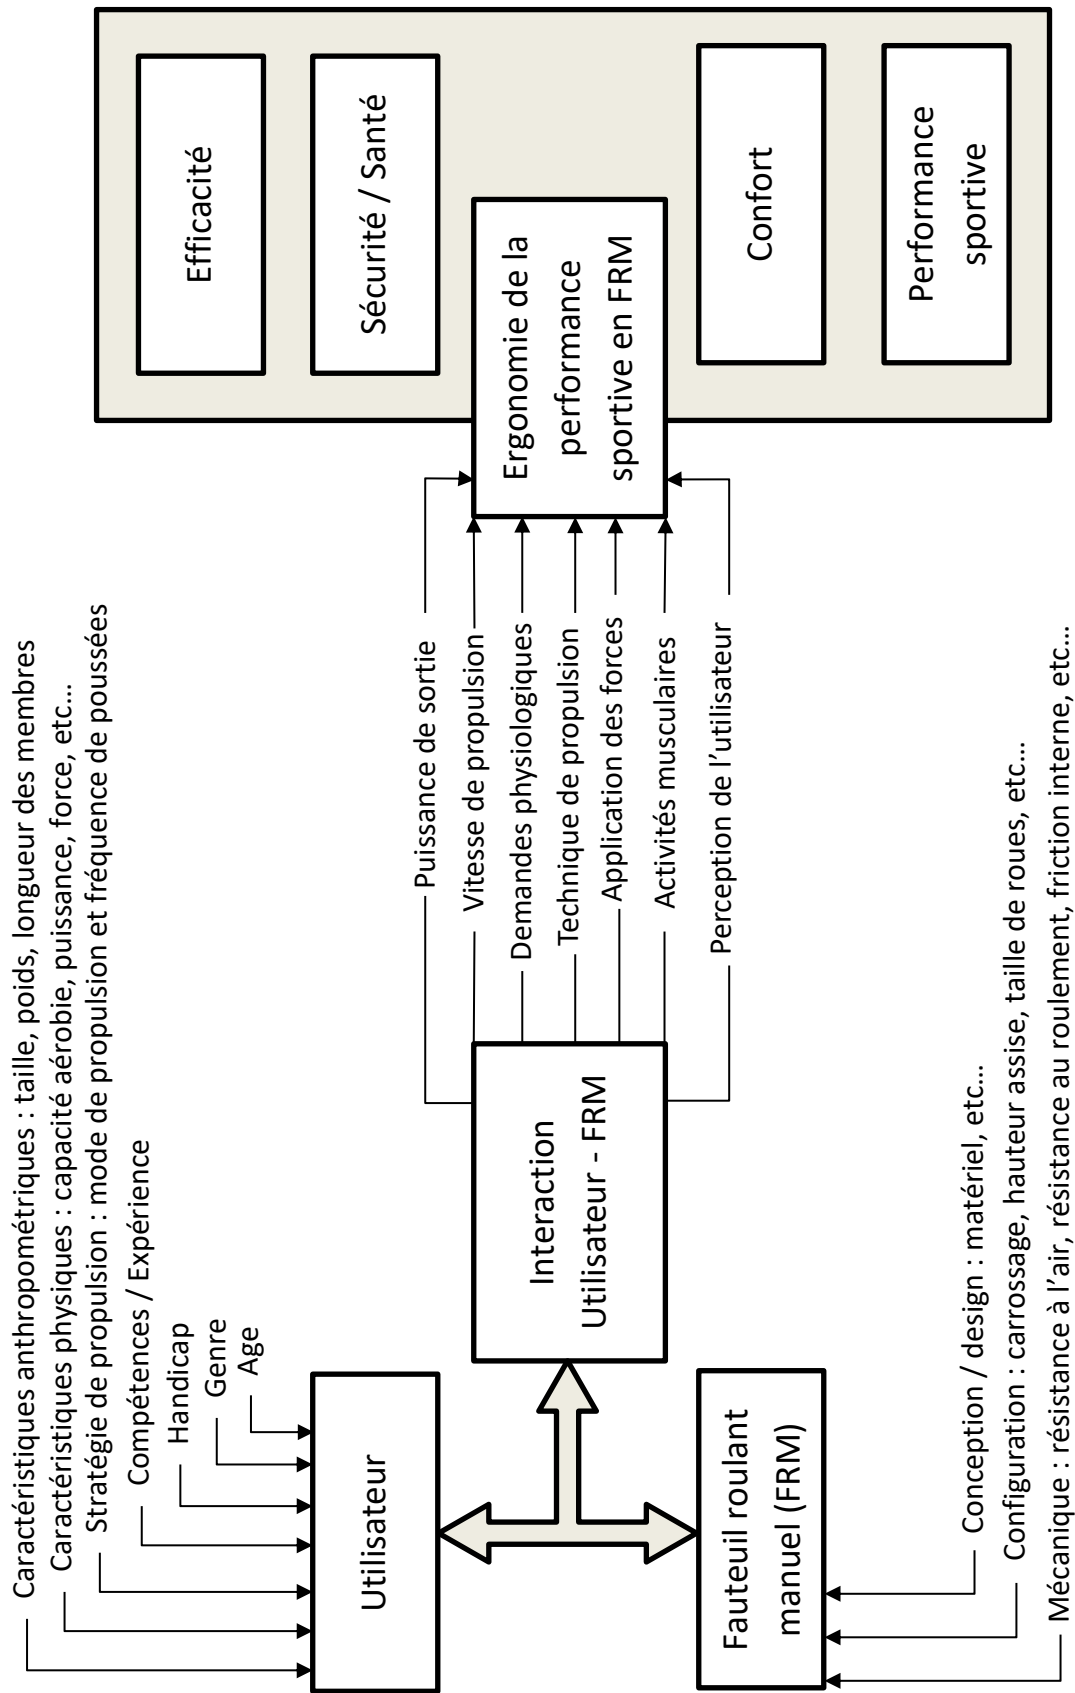 Caractéristiques anthropométriques : taille, poids, longueur des membres
Caractéristiques physiques : capacité aérobie, puissance, force, etc…
Stratégie de propulsion : mode de propulsion et fréquence de poussées
Compétences / Expérience
Handicap
Genre
Age
Utilisateur
Fauteuil roulant
manuel (FRM)
Conception / design : matériel, etc…
Configuration : carrossage, hauteur assise, taille de roues, etc…
Mécanique : résistance à l’air, résistance au roulement, friction interne, etc…
Interaction
Utilisateur - FRM
Puissance de sortie
Vitesse de propulsion
Demandes physiologiques
Technique de propulsion
Application des forces
Activités musculaires
Perception de l’utilisateur
Ergonomie de la
performance
sportive en FRM
Efficacité
Sécurité / Santé
Confort
Performance
sportive